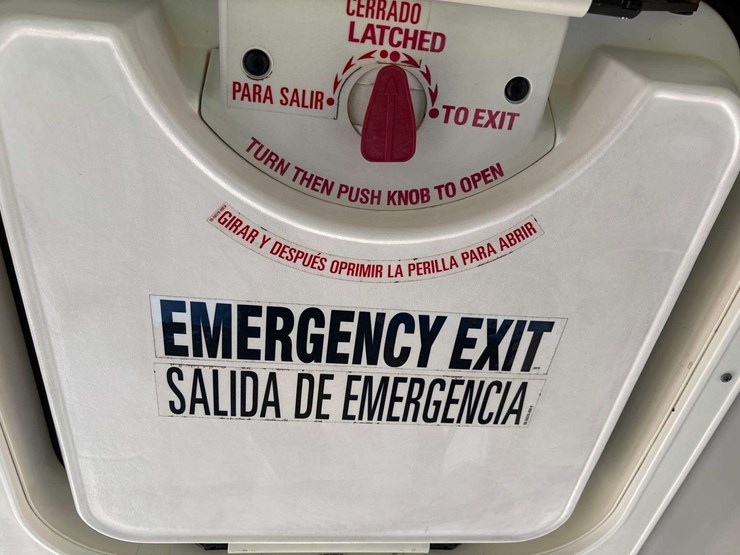 CERRADO
LATCHED
PARA SALIR
TO EXIT
TURN THEN PUSH KNOB TO OPEN
GIRAR Y DESPUÉS OPRIMIR LA PERILLA PARA ABRIR
EMERGENCY EXIT
SALIDA DE EMERGENCIA